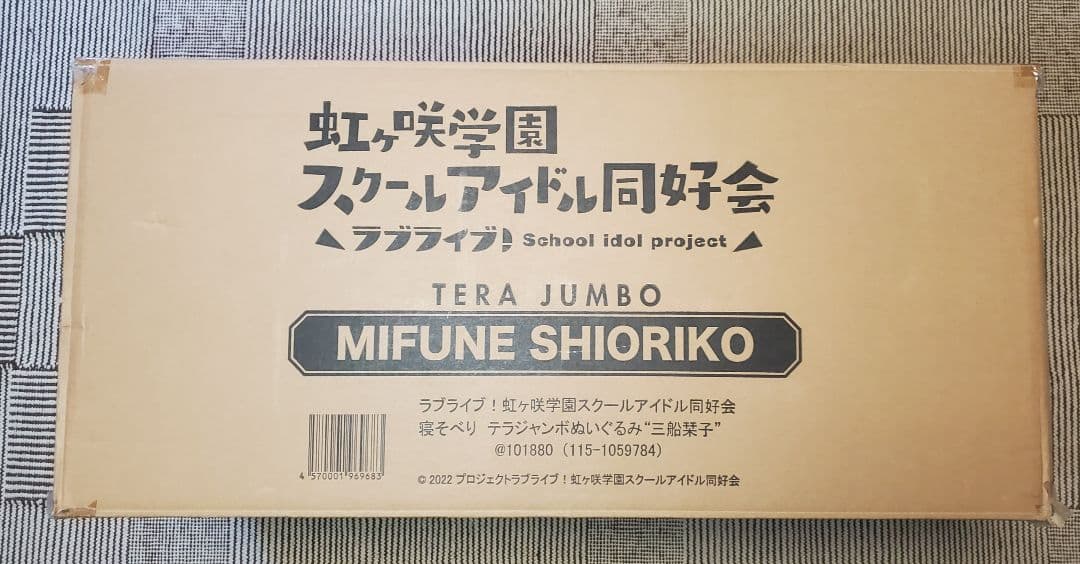 虹ヶ咲学園
スクールアイドル同好会
ラブライブ! School idol project
TERA JUMBO
MIFUNE SHIORIKO
ラブライブ！虹ヶ咲学園スクールアイドル同好会
寝そべり テラジャンボぬいぐるみ“三船栞子”
@101880（115-1059784）
4 570001 969683
© 2022 プロジェクトラブライブ！虹ヶ咲学園スクールアイドル同好会